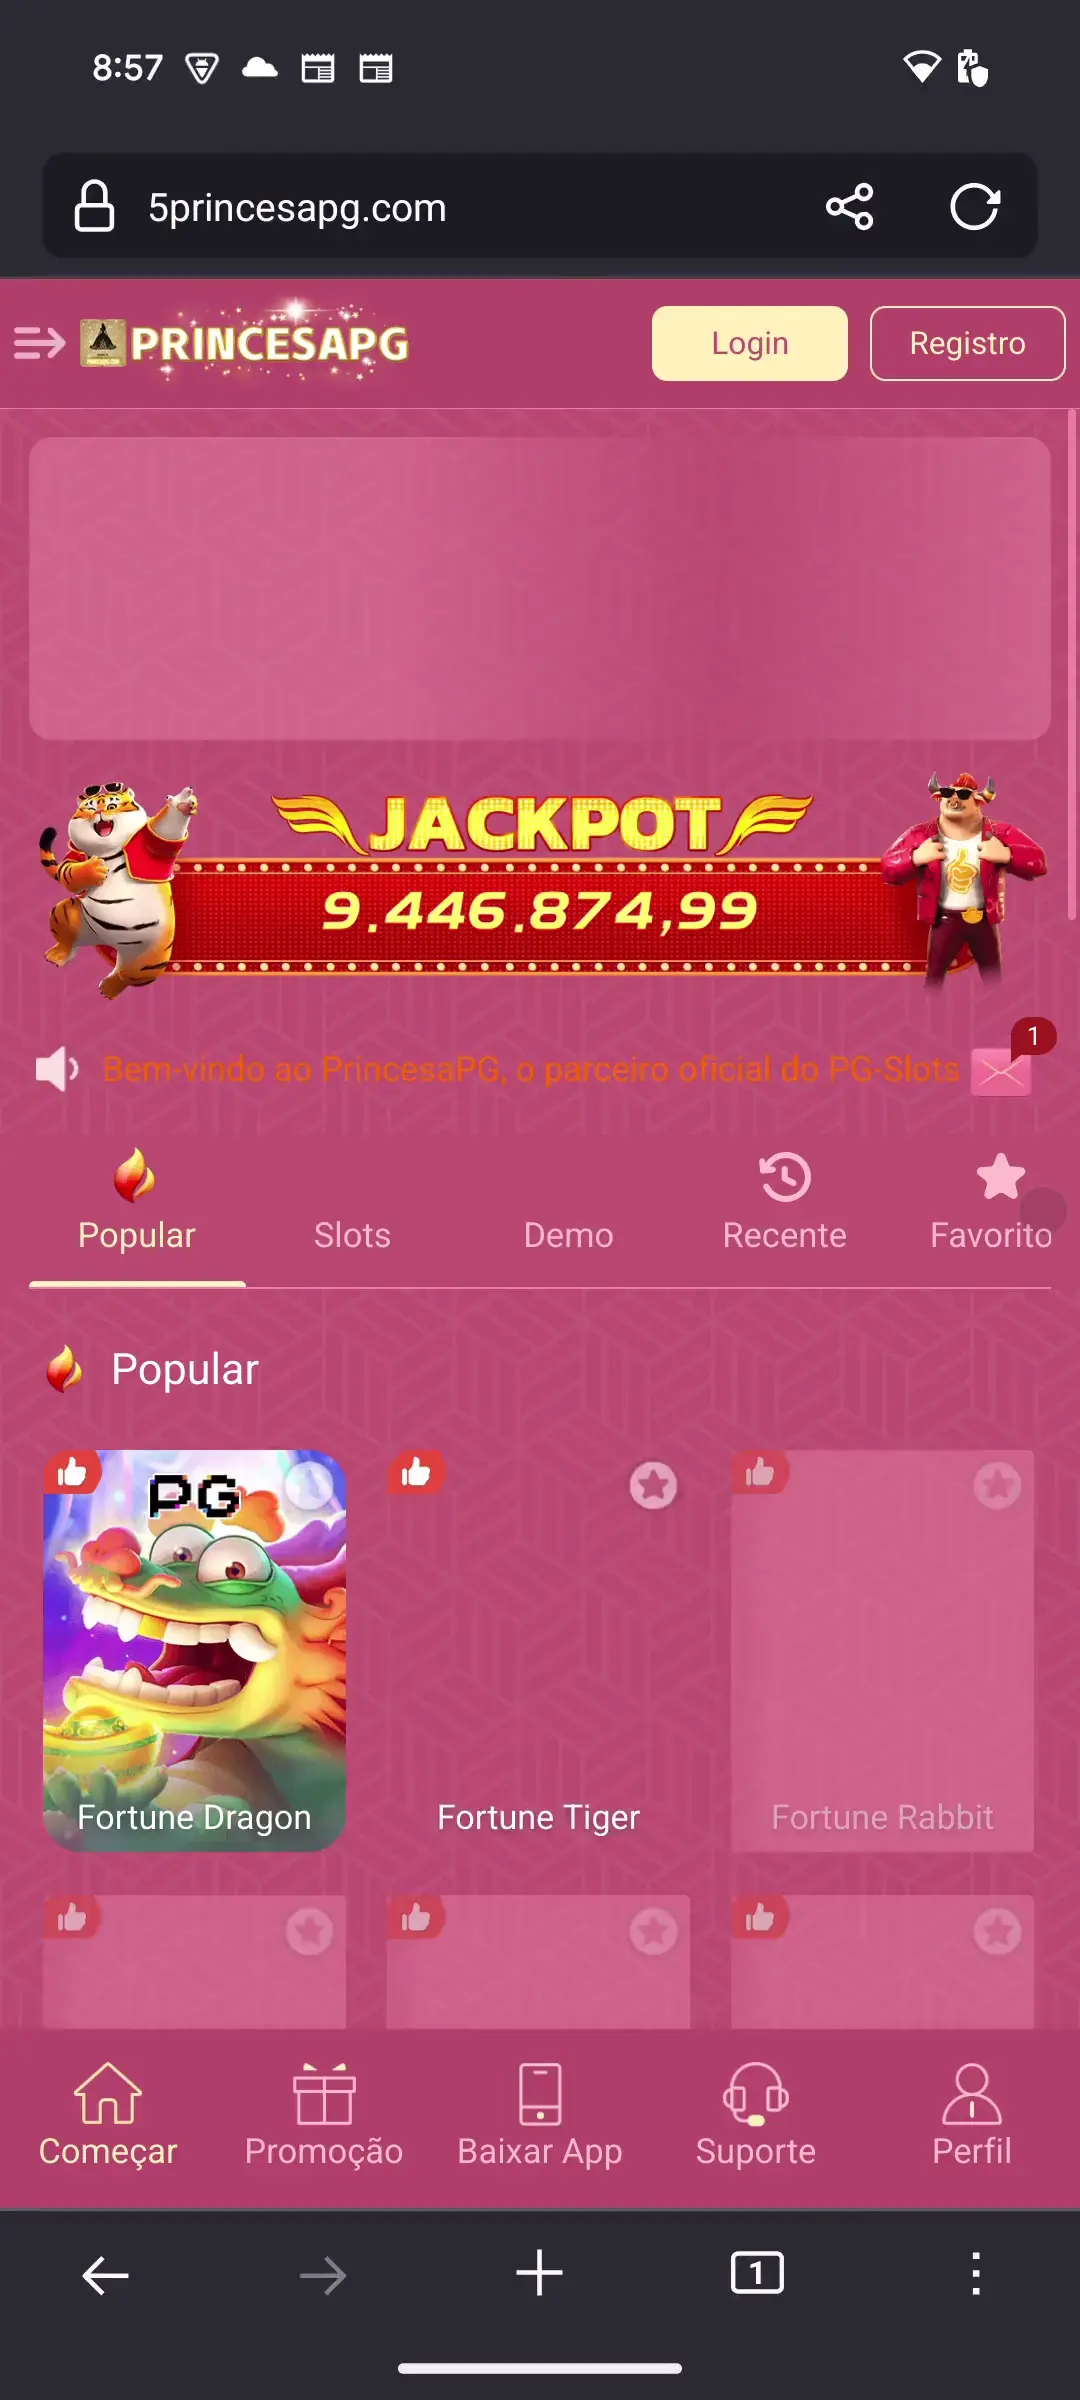 8:57
5princesapg.com
PRINCESAPG
Login
Registro
JACKPOT
9.446.874,99
Bem-vindo ao PrincesaPG, o parceiro oficial do PG-Slots
1
Popular
Slots
Demo
Recente
Favorito
Popular
PG
Fortune Dragon
Fortune Tiger
Fortune Rabbit
Começar
Promoção
Baixar App
Suporte
Perfil
1